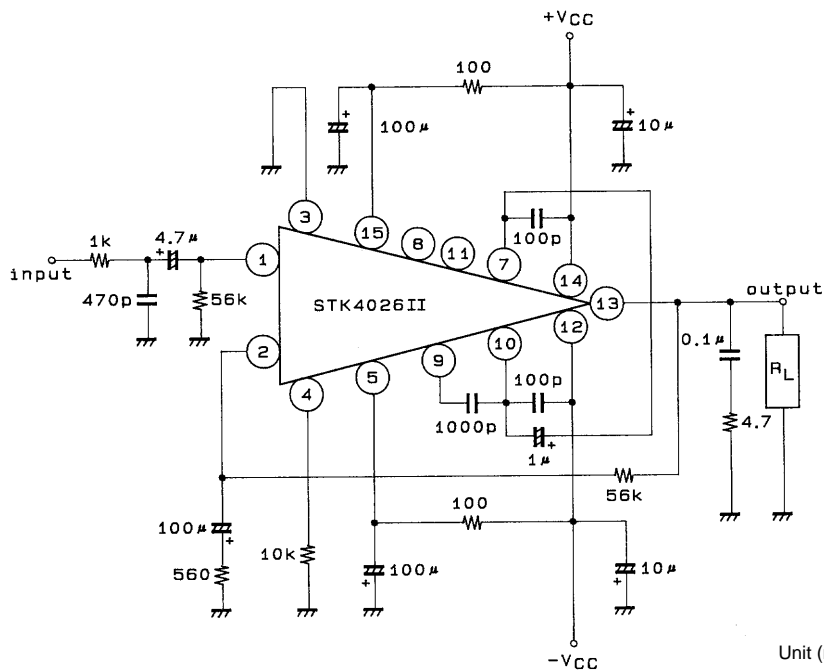 +VCC
100
100μ
10μ
3
15
8
11
7
100p
14
1k
4.7μ
input
1
470p
56k
STK4026II
13
output
2
12
10
0.1μ
RL
9
100p
4
5
1000p
4.7
1μ
56k
100μ
100
560
10k
100μ
10μ
-VCC
Unit (